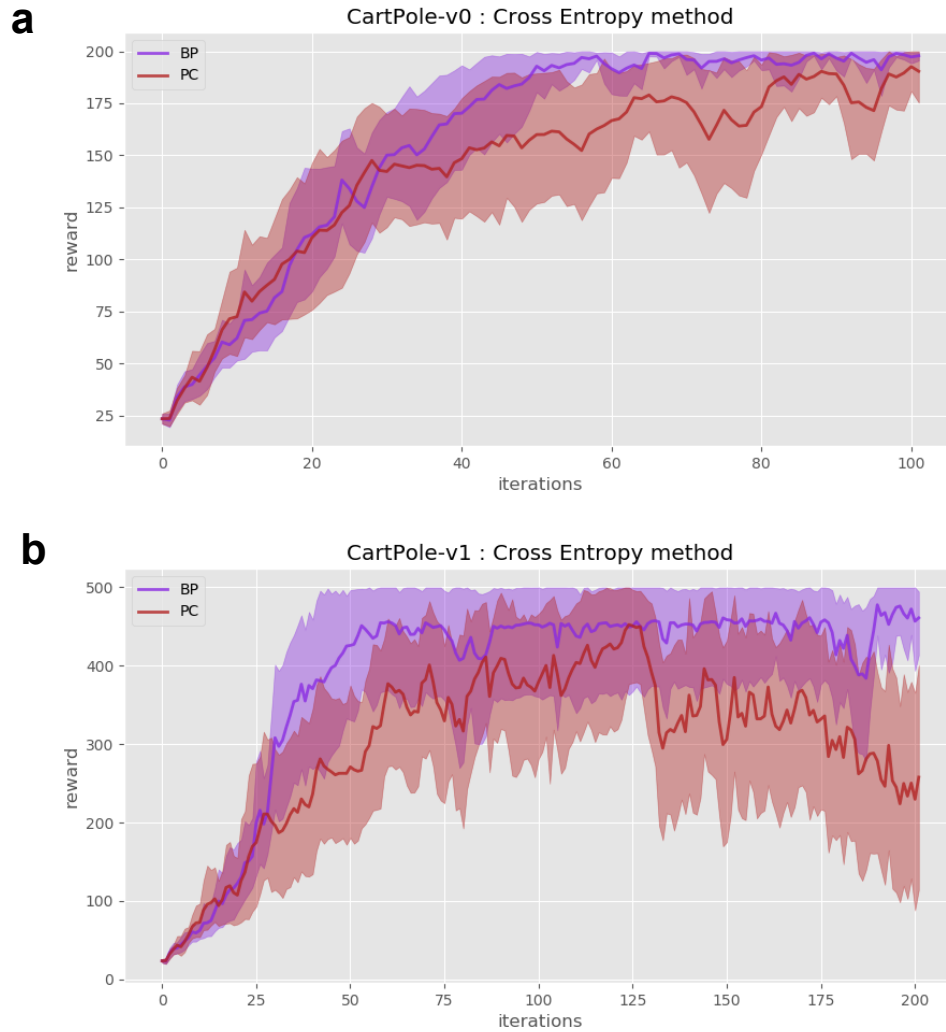 a
CartPole-v0 : Cross Entropy method
BP
PC
200
175
150
125
100
75
50
25
reward
0 20 40 60 80 100
iterations
b
CartPole-v1 : Cross Entropy method
BP
PC
500
400
300
200
100
0
reward
0 25 50 75 100 125 150 175 200
iterations